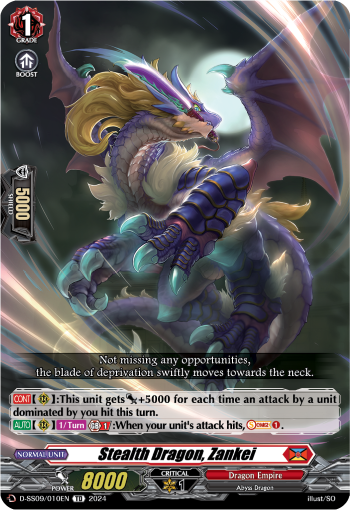 1
GRADE
BOOST
5000
SHIELD
Not missing any opportunities,
the blade of deprivation swiftly moves towards the neck.
CONT [ ]:This unit gets +5000 for each time an attack by a unit
dominated by you hit this turn.
AUTO [ ] 1/Turn CB 1 :When your unit's attack hits, 1 .
NORMAL UNIT
Stealth Dragon, Zankei
POWER
8000
CRITICAL
1
Dragon Empire
Abyss Dragon
D-SS09/010EN TD 2024
illust/SO